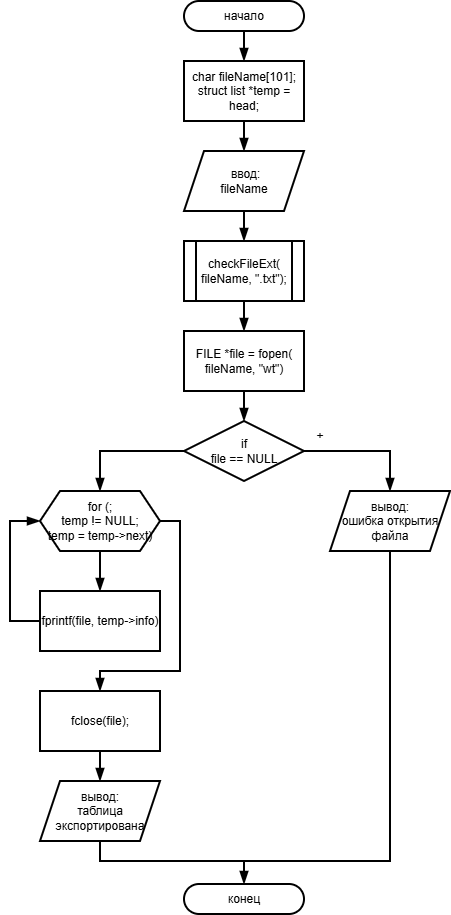 начало
char fileName[101];
struct list *temp =
head;
ввод:
fileName
checkFileExt(
fileName, ".txt");
FILE *file = fopen(
fileName, "wt")
if
file == NULL
+
for (;
temp != NULL;
temp = temp->next)
вывод:
ошибка открытия
файла
fprintf(file, temp->info)
fclose(file);
вывод:
таблица
экспортирована
конец